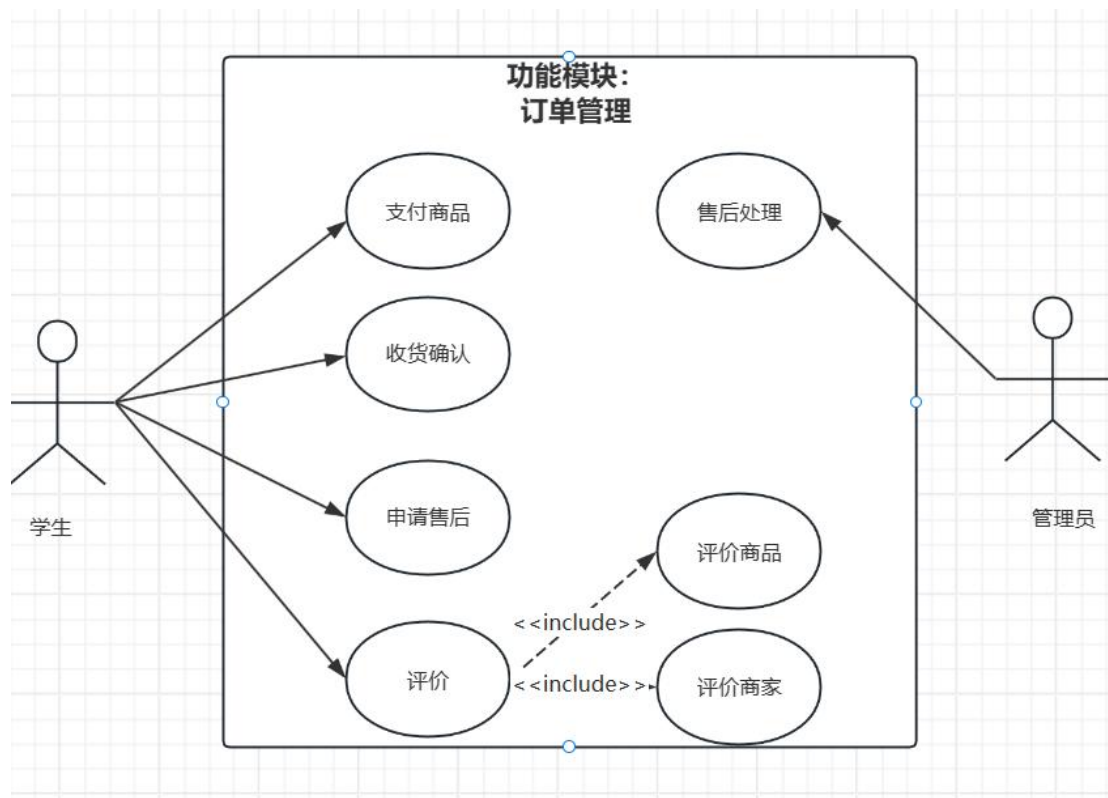 功能模块：
订单管理
支付商品
售后处理
收货确认
申请售后
学生
管理员
评价商品
<<include>>
评价
<<include>>
评价商家